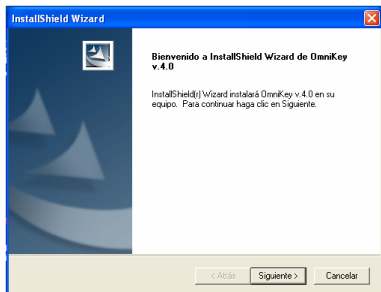 InstallShield Wizard
Bienvenido a InstallShield Wizard de OmniKey
v.4.0
InstallShield(r) Wizard instalará OmniKey v.4.0 en su
equipo. Para continuar haga clic en Siguiente.
< Atrás
Siguiente >
Cancelar